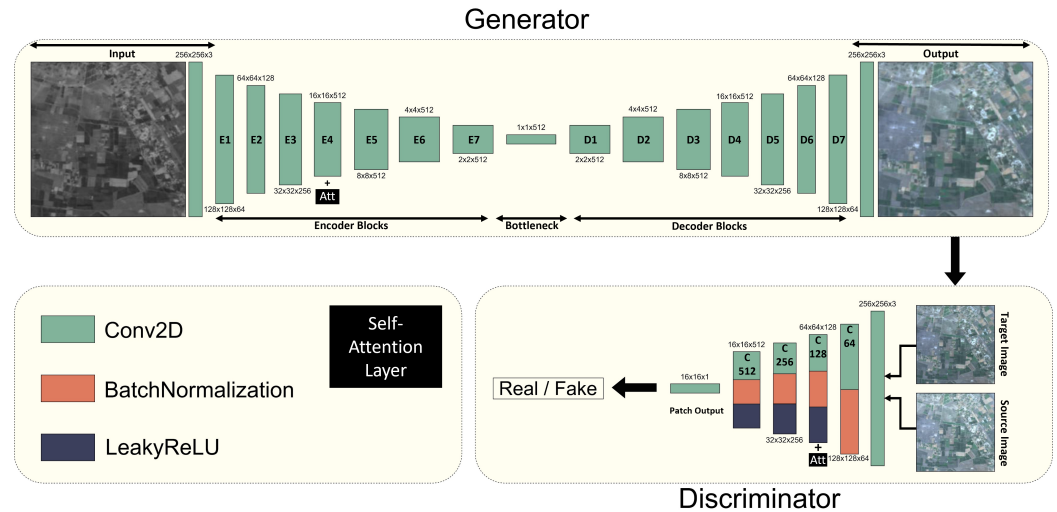 Generator
Input
256x256x3
E1
128x128x64
64x64x128
E2
E3
32x32x256
16x16x512
E4
+
Att
E5
8x8x512
4x4x512
E6
E7
2x2x512
1x1x512
D1
2x2x512
4x4x512
D2
D3
8x8x512
16x16x512
D4
D5
32x32x256
64x64x128
D6
D7
128x128x64
256x256x3
Output
Encoder Blocks
Bottleneck
Decoder Blocks
Conv2D
BatchNormalization
LeakyReLU
Self-
Attention
Layer
Real / Fake
16x16x1
Patch Output
16x16x512
C
512
C
256
32x32x256
64x64x128
C
128
+
Att
C
64
128x128x64
256x256x3
Target Image
Source Image
Discriminator